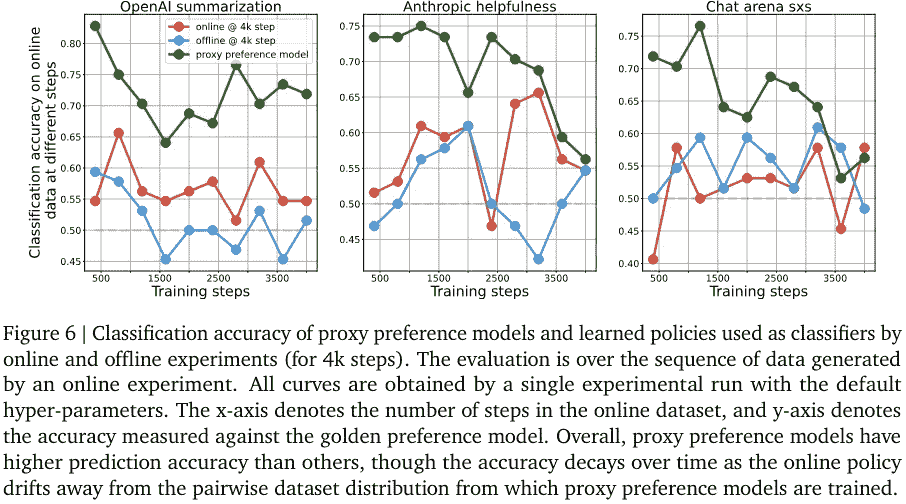 OpenAI summarization
Anthropic helpfulness
Chat arena sxs
Classification accuracy on online
data at different steps
online @ 4k step
offline @ 4k step
proxy preference model
0.80
0.75
0.70
0.65
0.60
0.55
0.50
0.45
500
1500
2500
3500
Training steps
0.75
0.70
0.65
0.60
0.55
0.50
0.45
500
1500
2500
3500
Training steps
0.75
0.70
0.65
0.60
0.55
0.50
0.45
0.40
500
1500
2500
3500
Training steps
Figure 6 | Classification accuracy of proxy preference models and learned policies used as classifiers by
online and offline experiments (for 4k steps). The evaluation is over the sequence of data generated
by an online experiment. All curves are obtained by a single experimental run with the default
hyper-parameters. The x-axis denotes the number of steps in the online dataset, and y-axis denotes
the accuracy measured against the golden preference model. Overall, proxy preference models have
higher prediction accuracy than others, though the accuracy decays over time as the online policy
drifts away from the pairwise dataset distribution from which proxy preference models are trained.